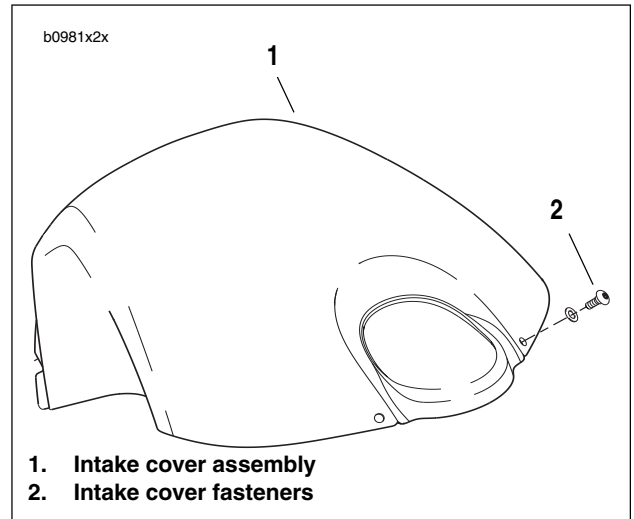 b0981x2x
1
2
1. Intake cover assembly
2. Intake cover fasteners